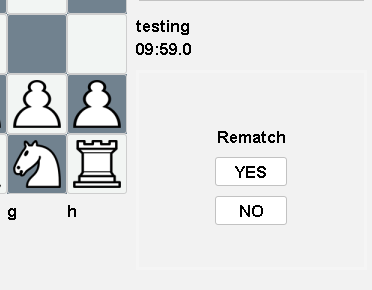 testing
09:59.0
Rematch
YES
NO
g h